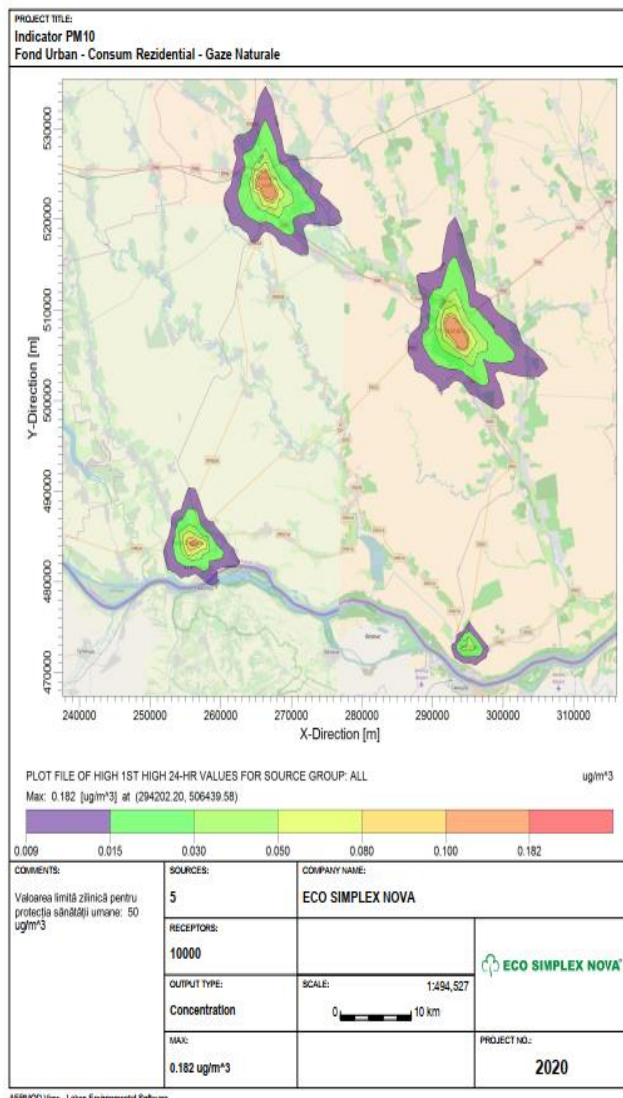 PROJECT TITLE:
Indicator PM10
Fond Urban - Consum Rezidential - Gaze Naturale
Y-Direction [m]
530000
520000
510000
500000
490000
480000
470000
240000 250000 260000 270000 280000 290000 300000 310000
X-Direction [m]
PLOT FILE OF HIGH 1ST HIGH 24-HR VALUES FOR SOURCE GROUP: ALL ug/m^3
Max: 0.182 [ug/m^3] at (294202.20, 506439.58)
0.009 0.015 0.030 0.050 0.080 0.100 0.182
COMMENTS:
Valoarea limită zilnică pentru
protecția sănătății umane: 50
ug/m^3
SOURCES:
5
COMPANY NAME:
ECO SIMPLEX NOVA
RECEPTORS:
10000
ECO SIMPLEX NOVA
OUTPUT TYPE:
Concentration
SCALE: 1:494,527
0 10 km
MAX:
0.182 ug/m^3
PROJECT NO.:
2020
AERMOD View - Lakes Environmental Software